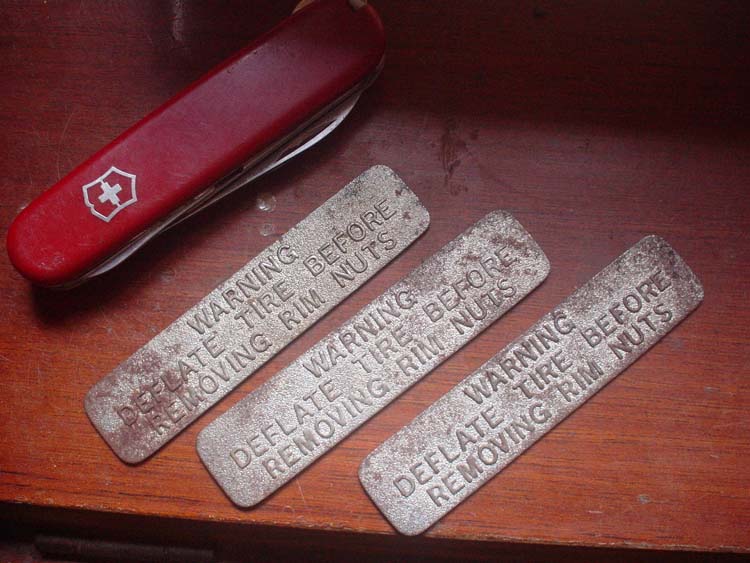 WARNING
DEFLATE TIRE BEFORE
REMOVING RIM NUTS
WARNING
DEFLATE TIRE BEFORE
REMOVING RIM NUTS
WARNING
DEFLATE TIRE BEFORE
REMOVING RIM NUTS